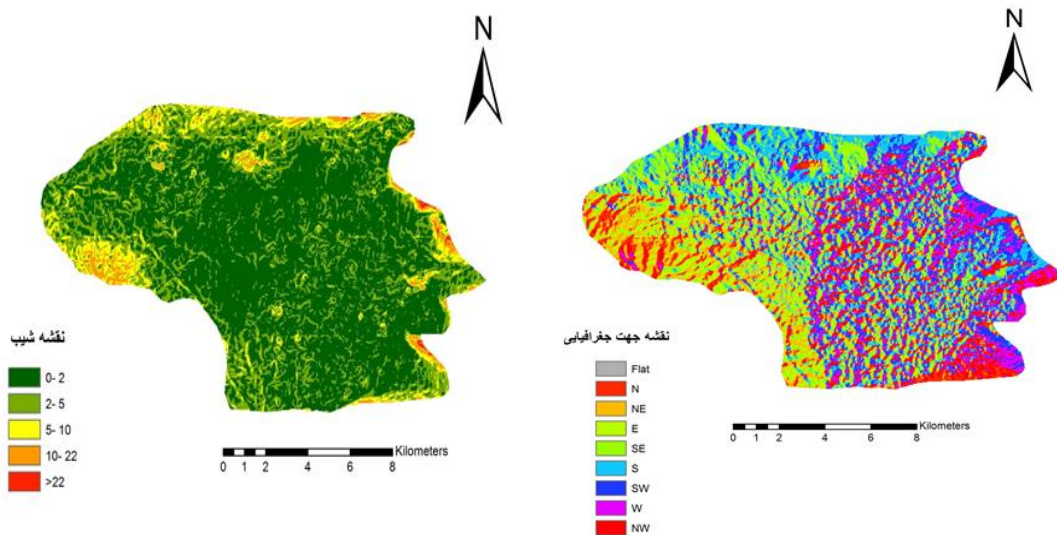 N
نقشه شیب
0- 2
2- 5
5- 10
10- 22
>22
Kilometers
0 1 2 4 6 8
N
نقشه جهت جغرافیایی
Flat
N
NE
E
SE
S
SW
W
NW
Kilometers
0 1 2 4 6 8